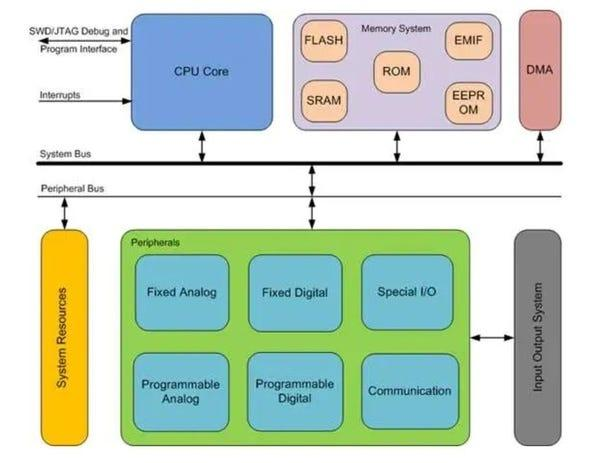 SWD/JTAG Debug and
Program Interface
Interrupts
CPU Core
Memory System
FLASH
EMIF
ROM
SRAM
EEPR
OM
DMA
System Bus
Peripheral Bus
System Resources
Peripherals
Fixed Analog
Fixed Digital
Special I/O
Programmable
Analog
Programmable
Digital
Communication
Input Output System